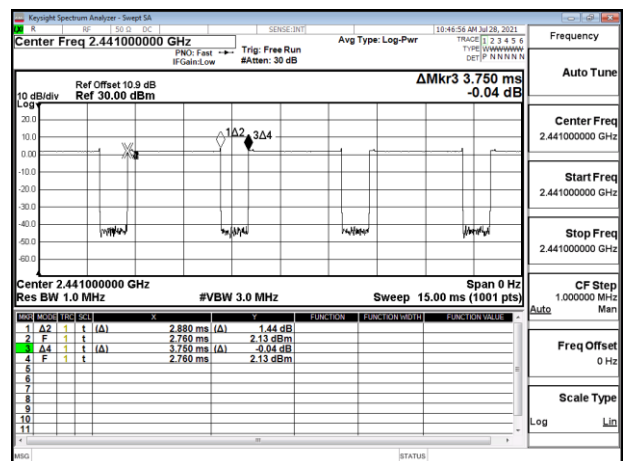 Keysight Spectrum Analyzer - Swept SA
R RF 50 Ω DC SENSE:INT 10:46:56 AM Jul 28, 2021
Center Freq 2.441000000 GHz Avg Type: Log-Pwr TRACE 1 2 3 4 5 6
PNO: Fast Trig: Free Run TYPE WWWWWW
IFGain:Low #Atten: 30 dB DET P N N N N N
Frequency
Auto Tune
Center Freq
2.441000000 GHz
Start Freq
2.441000000 GHz
Stop Freq
2.441000000 GHz
CF Step
1.000000 MHz
Auto Man
Freq Offset
0 Hz
Scale Type
Log Lin
ΔMkr3 3.750 ms
-0.04 dB
Ref Offset 10.9 dB
10 dB/div Ref 30.00 dBm
Log
20.0
10.0
0.00
-10.0
-20.0
-30.0
-40.0
-50.0
-60.0
1Δ2
3Δ4
Center 2.441000000 GHz Span 0 Hz
Res BW 1.0 MHz #VBW 3.0 MHz Sweep 15.00 ms (1001 pts)
MKR MODE TRC SCL X Y FUNCTION FUNCTION WIDTH FUNCTION VALUE
1 Δ2 1 t (Δ) 2.880 ms (Δ) 1.44 dB
2 F 1 t 2.760 ms 2.13 dBm
3 Δ4 1 t (Δ) 3.750 ms (Δ) -0.04 dB
4 F 1 t 2.760 ms 2.13 dBm
5
6
7
8
9
10
11
MSG STATUS